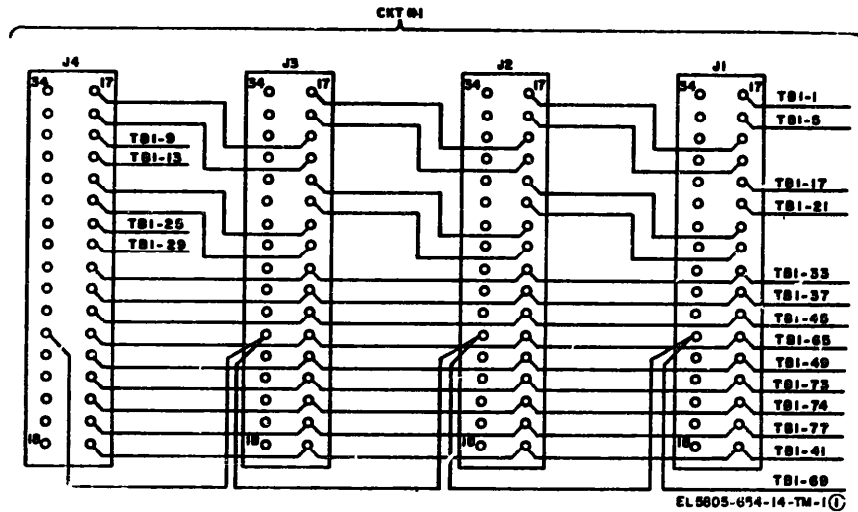 CKT #1
J4 J3 J2 J1
34 17 34 17 34 17 34 17
TB1-1
TB1-5
TB1-9
TB1-13
TB1-17
TB1-21
TB1-25
TB1-29
TB1-33
TB1-37
TB1-45
TB1-65
TB1-49
TB1-73
TB1-74
TB1-77
18 18 18 18
TB1-41
TB1-69
EL5805-654-14-TM-1 ①